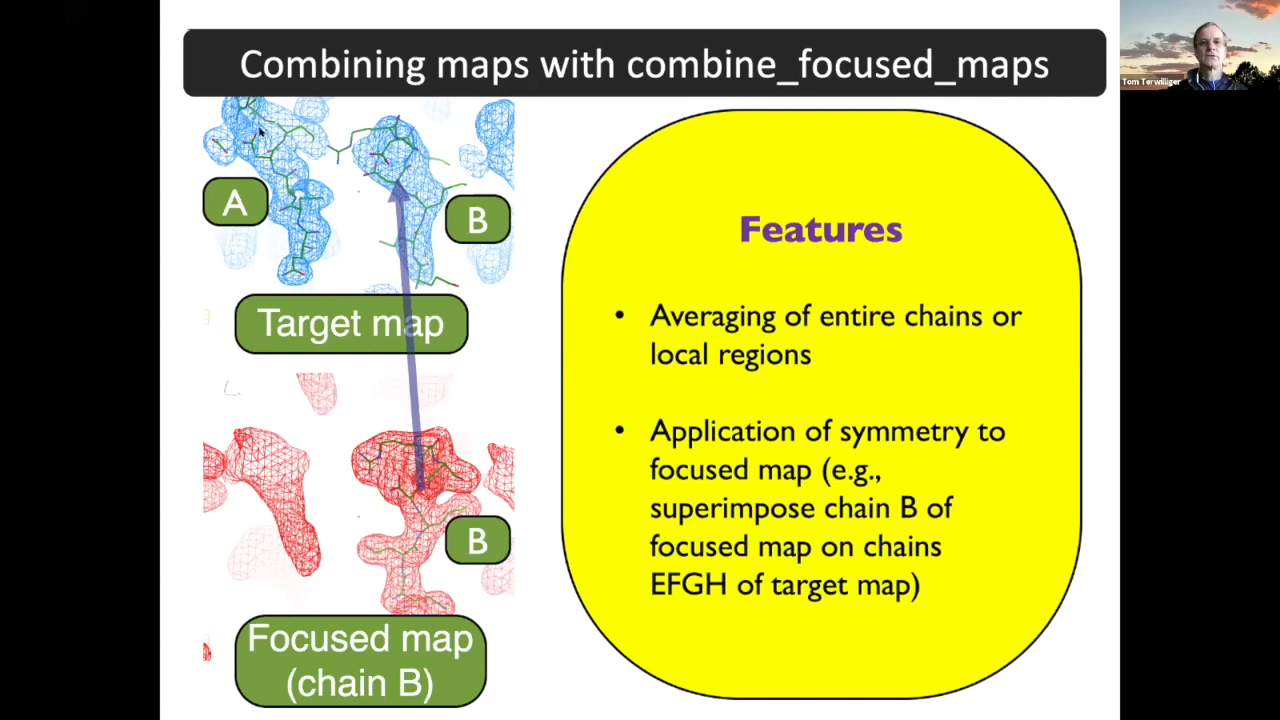 Combining maps with combine_focused_maps
Tom Terwilliger
A
B
Target map
B
Focused map
(chain B)
Features
• Averaging of entire chains or
local regions
• Application of symmetry to
focused map (e.g.,
superimpose chain B of
focused map on chains
EFGH of target map)